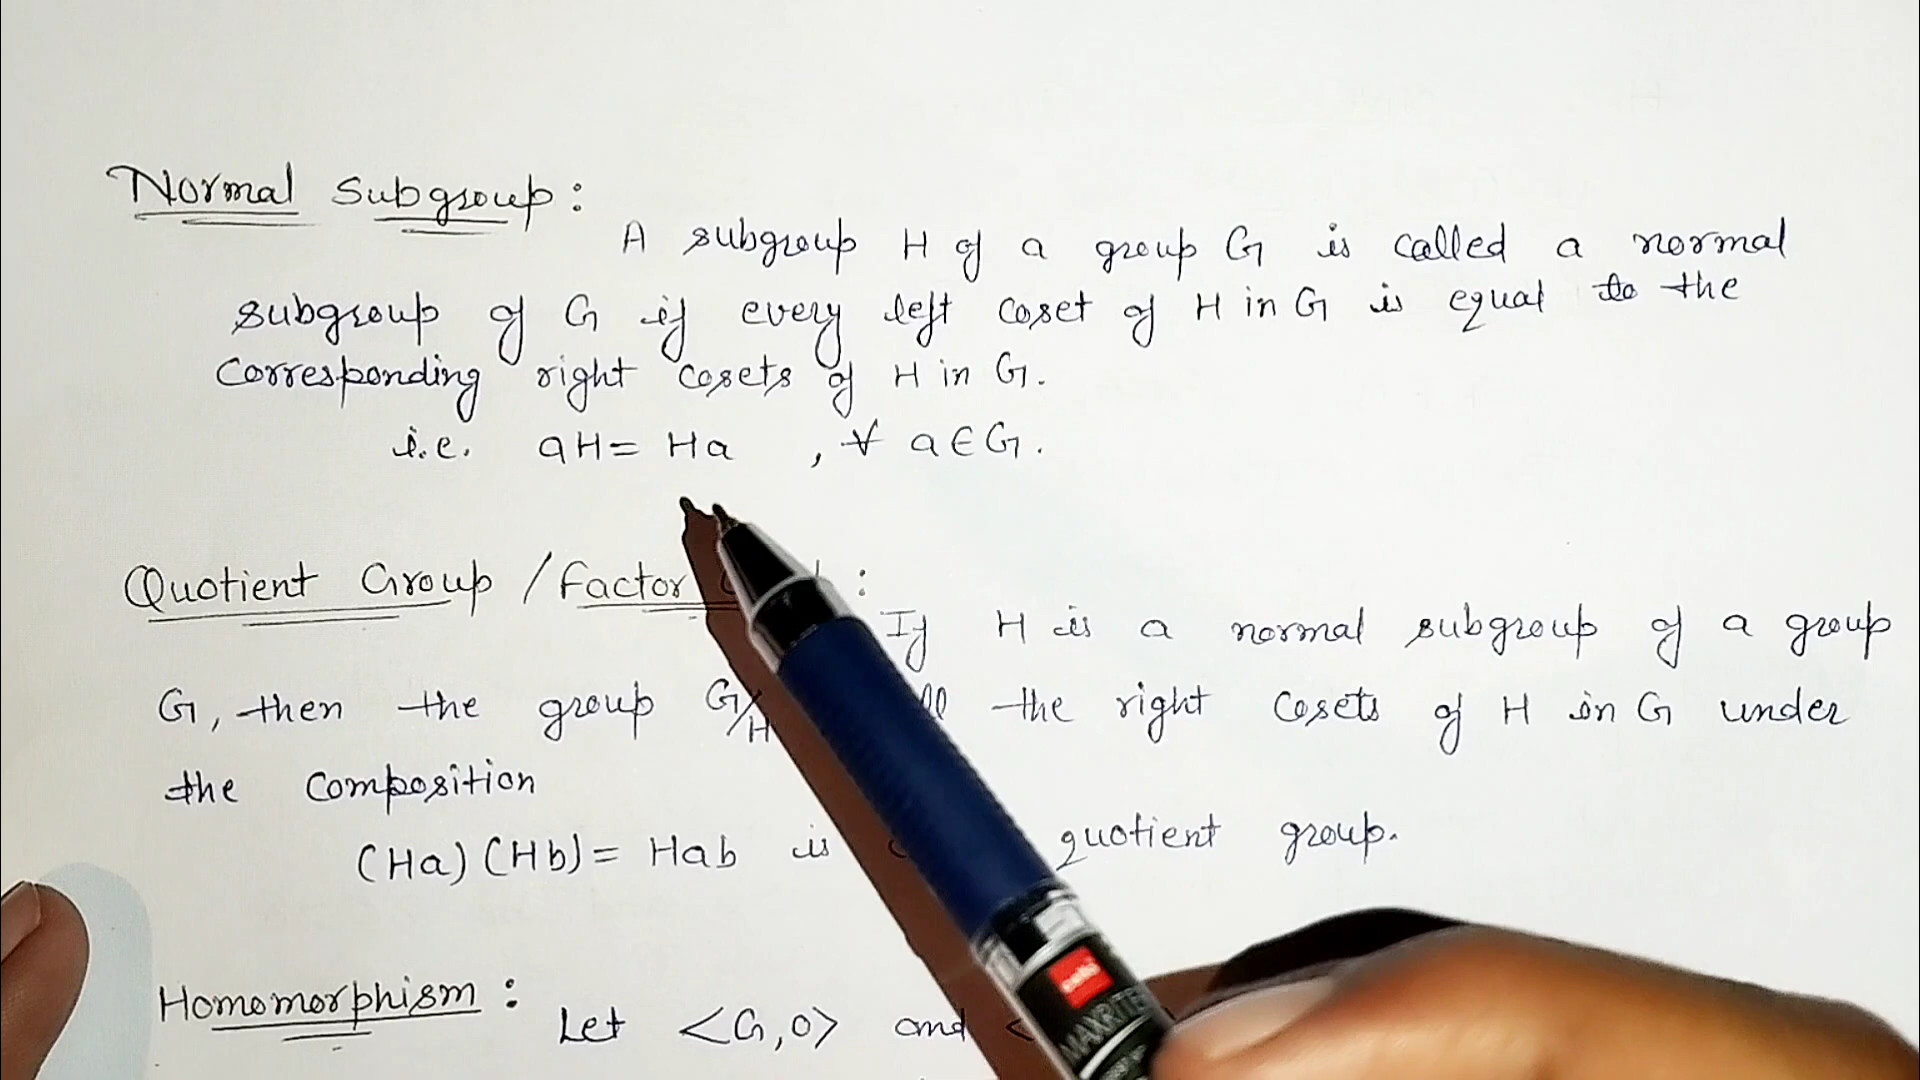 Normal Subgroup:
A subgroup H of a group G is called a normal
subgroup of G if every left coset of H in G is equal to the
Corresponding right cosets of H in G.
i.e. aH= Ha , ∀ a∈G.
Quotient Group / Factor :
If H is a normal subgroup of a group
G, then the group G/H the right cosets of H in G under
the Composition
(Ha)(Hb)= Hab is quotient group.
Homomorphism :
Let <G,o> and <
cello
MAXRITER